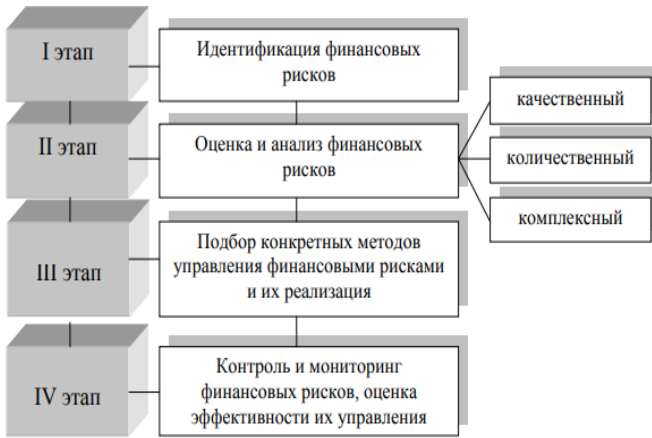 I этап
Идентификация финансовых
рисков
II этап
Оценка и анализ финансовых
рисков
качественный
количественный
комплексный
III этап
Подбор конкретных методов
управления финансовыми рисками
и их реализация
IV этап
Контроль и мониторинг
финансовых рисков, оценка
эффективности их управления